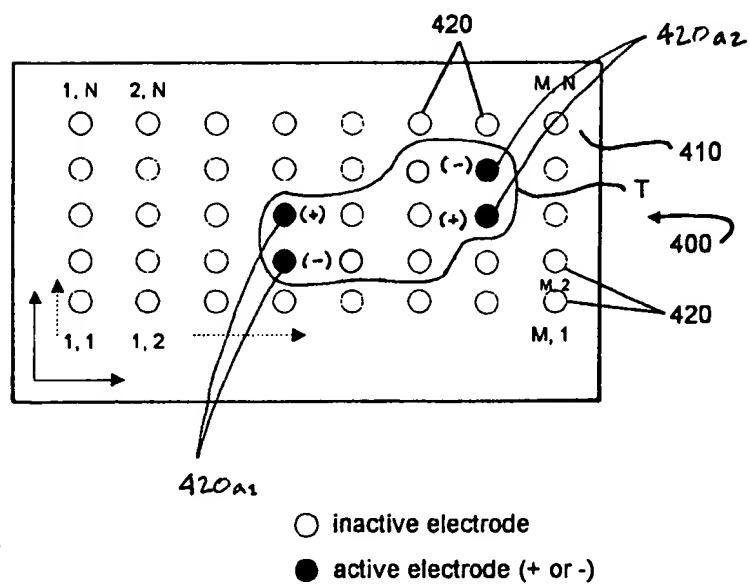 420
420a2
1, N 2, N M, N
410
(-)
T
(+) (+)
400
(-)
M, 2
420
1, 1 1, 2 M, 1
420a1
inactive electrode
active electrode (+ or -)